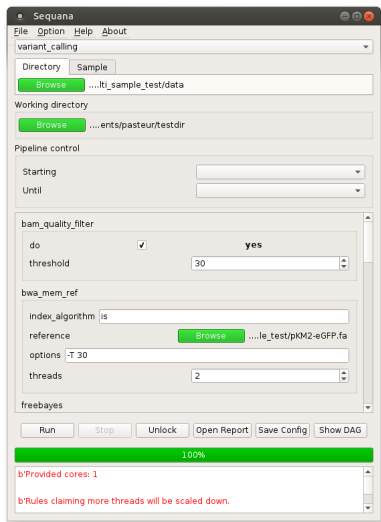 Sequana
File Option Help About
variant_calling
Directory Sample
Browse ....lti_sample_test/data
Working directory
Browse ....ents/pasteur/testdir
Pipeline control
Starting
Until
bam_quality_filter
do yes
threshold 30
bwa_mem_ref
index_algorithm is
reference Browse ....le_test/pKM2-eGFP.fa
options -T 30
threads 2
freebayes
Run Stop Unlock Open Report Save Config Show DAG
100%
b'Provided cores: 1
b'Rules claiming more threads will be scaled down.